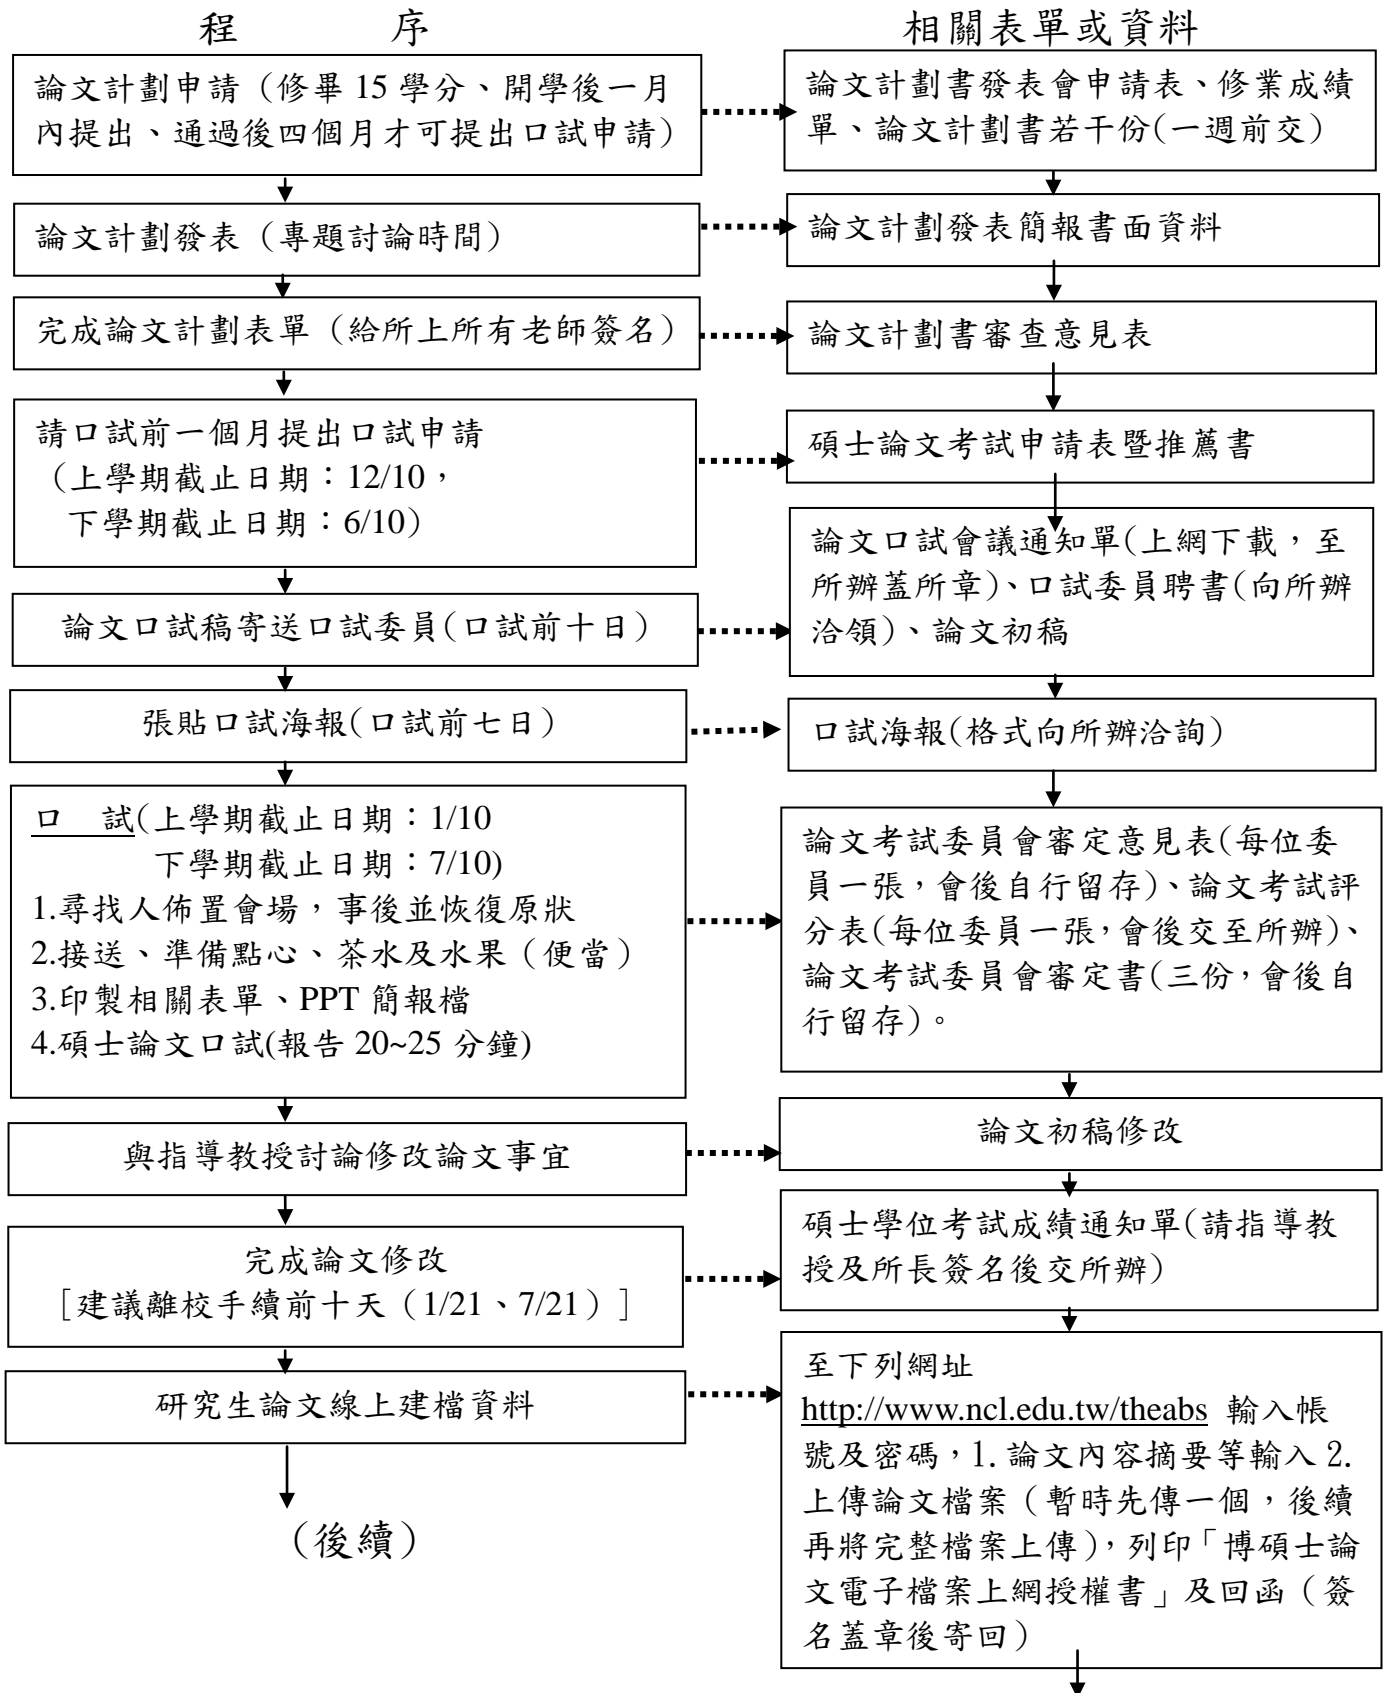 程　　序
相關表單或資料
論文計劃申請（修畢 15 學分、開學後一月
內提出、通過後四個月才可提出口試申請）
論文計劃書發表會申請表、修業成績
單、論文計劃書若干份(一週前交)
論文計劃發表（專題討論時間）
論文計劃發表簡報書面資料
完成論文計劃表單（給所上所有老師簽名）
論文計劃書審查意見表
請口試前一個月提出口試申請
（上學期截止日期：12/10，
下學期截止日期：6/10）
碩士論文考試申請表暨推薦書
論文口試稿寄送口試委員(口試前十日)
論文口試會議通知單(上網下載，至
所辦蓋所章)、口試委員聘書(向所辦
洽領)、論文初稿
張貼口試海報(口試前七日)
口試海報(格式向所辦洽詢)
口　試(上學期截止日期：1/10
下學期截止日期：7/10)
1.尋找人佈置會場，事後並恢復原狀
2.接送、準備點心、茶水及水果（便當）
3.印製相關表單、PPT 簡報檔
4.碩士論文口試(報告 20~25 分鐘)
論文考試委員會審定意見表(每位委
員一張，會後自行留存)、論文考試評
分表(每位委員一張，會後交至所辦)、
論文考試委員會審定書(三份，會後自
行留存)。
與指導教授討論修改論文事宜
論文初稿修改
完成論文修改
［建議離校手續前十天（1/21、7/21）］
碩士學位考試成績通知單(請指導教
授及所長簽名後交所辦)
研究生論文線上建檔資料
至下列網址
http://www.ncl.edu.tw/theabs 輸入帳
號及密碼，1.論文內容摘要等輸入 2.
上傳論文檔案（暫時先傳一個，後續
再將完整檔案上傳），列印「博碩士論
文電子檔案上網授權書」及回函（簽
名蓋章後寄回）
（後續）